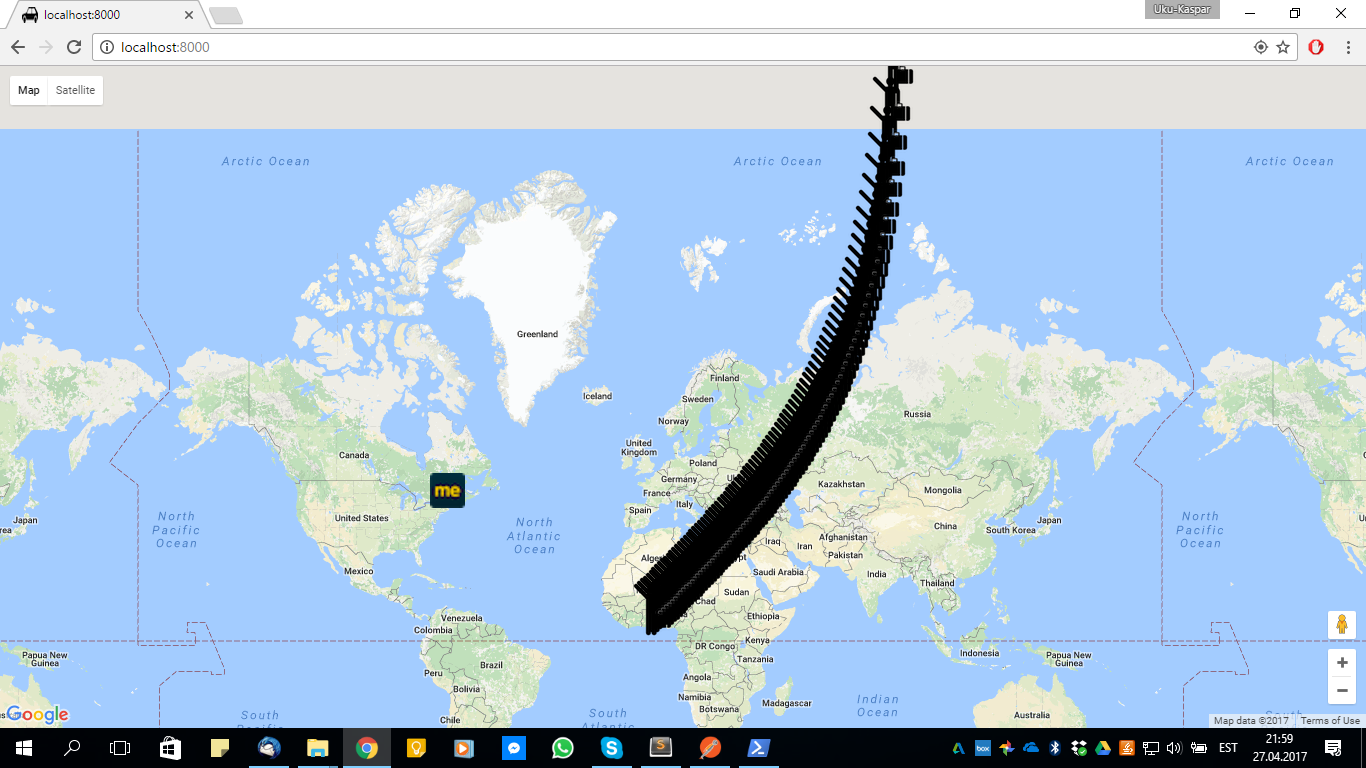 localhost:8000
Uku-Kaspar
localhost:8000
Map
Satellite
Arctic Ocean
Arctic Ocean
Arctic Ocean
Greenland
Iceland
Finland
Sweden
Norway
Russia
United
Kingdom
Canada
Poland
Germany
France
Italy
Spain
Kazakhstan
Mongolia
me
United States
North
Pacific
Ocean
North
Atlantic
Ocean
Japan
China
South Korea
Japan
North
Pacific
Ocean
Iraq
Iran
Afghanistan
Pakistan
Mexico
Saudi Arabia
India
Thailand
Sudan
Chad
Venezuela
Colombia
Ethiopia
Kenya
DR Congo
Tanzania
Indonesia
Papua New
Guinea
Papua New
Guinea
Peru
Brazil
Bolivia
Angola
Namibia
Botswana
Madagascar
Indian
Ocean
Chile
South
South
Australia
Google
Map data ©2017
Terms of Use
EST
21:59
27.04.2017